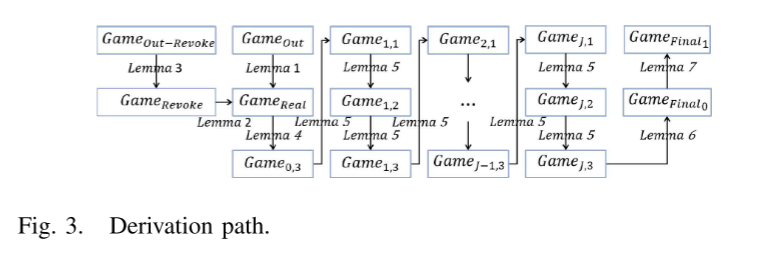 Game_{Out-Revoke} Game_{Out} Game_{1,1} Game_{2,1} Game_{J,1} Game_{Final_1}
Lemma 3 Lemma 1 Lemma 5 Lemma 5 Lemma 7
Game_{Revoke} Game_{Real} Game_{1,2} ... Game_{J,2} Game_{Final_0}
Lemma 2 Lemma 5 Lemma 5 Lemma 5
Lemma 4 Lemma 5 Lemma 5 Lemma 6
Game_{0,3} Game_{1,3} Game_{J-1,3} Game_{J,3}
Fig. 3. Derivation path.